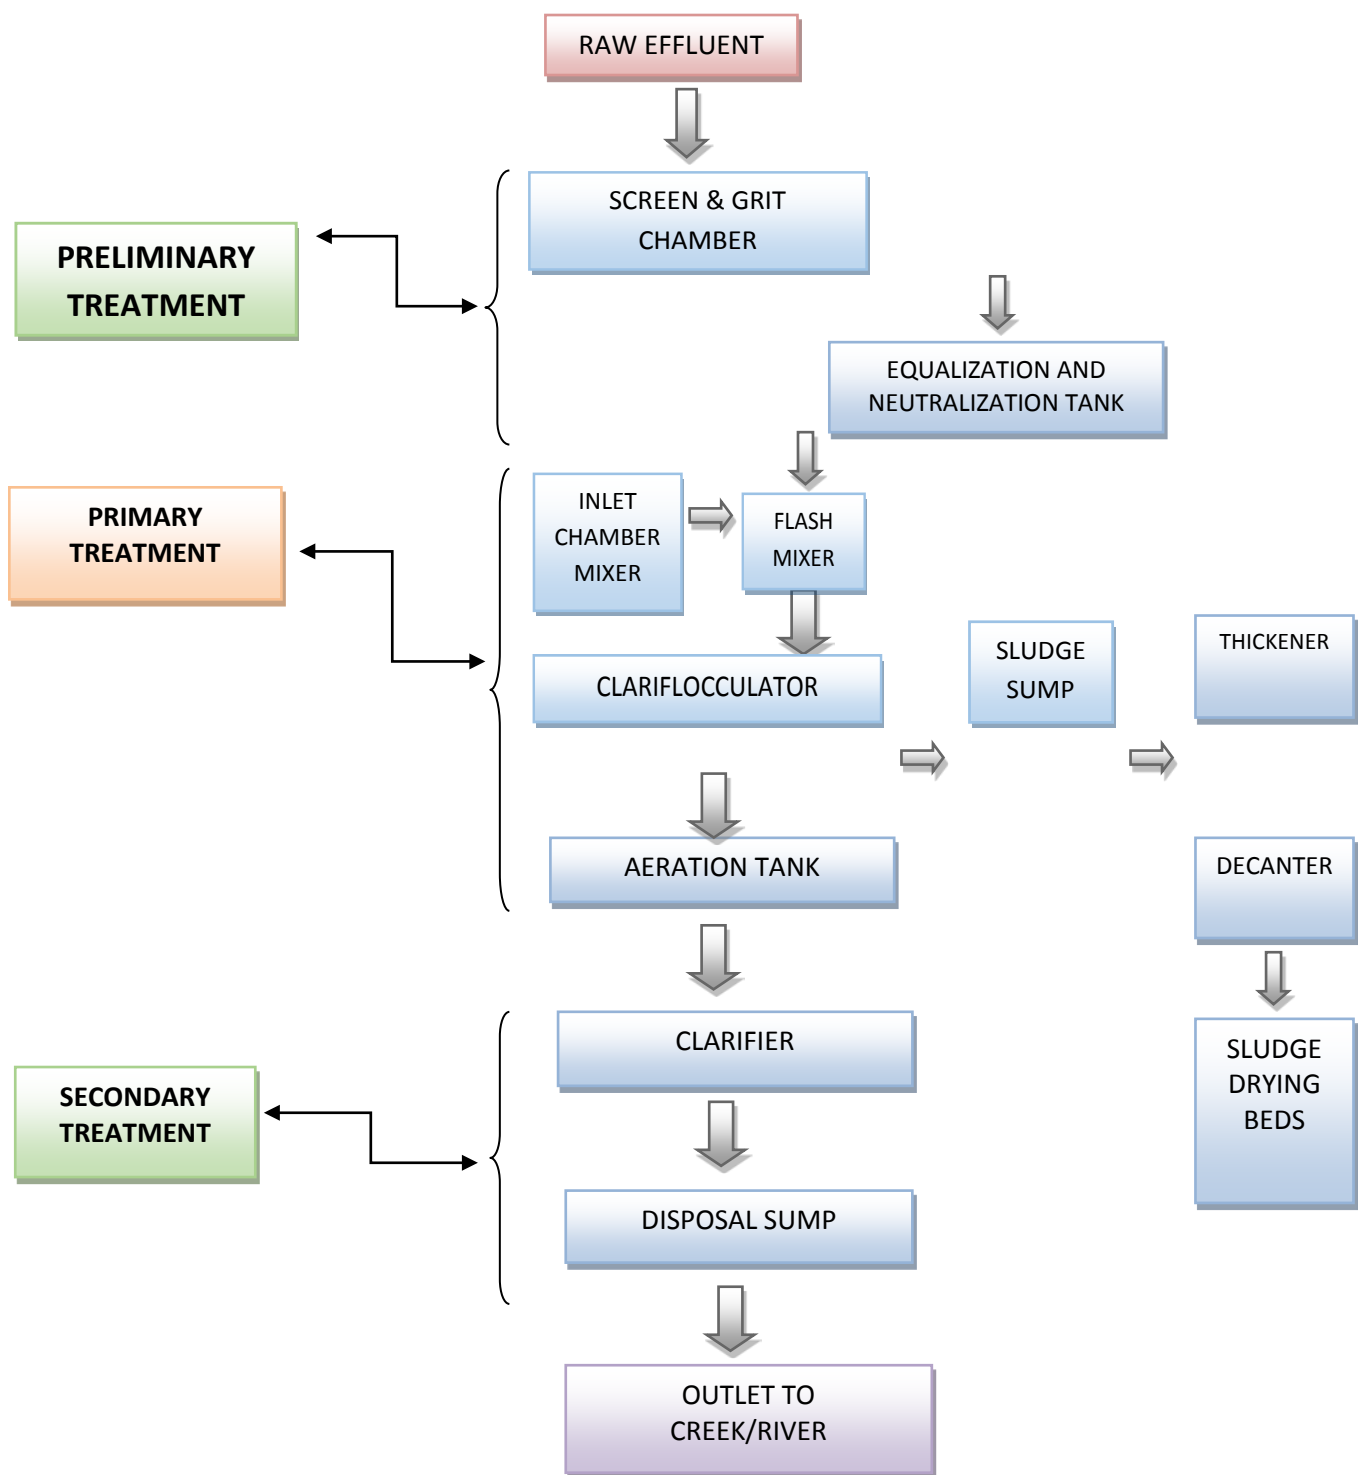 RAW EFFLUENT
SCREEN & GRIT
CHAMBER
PRELIMINARY
TREATMENT
EQUALIZATION AND
NEUTRALIZATION TANK
PRIMARY
TREATMENT
INLET
CHAMBER
MIXER
FLASH
MIXER
CLARIFLOCCULATOR
SLUDGE
SUMP
THICKENER
AERATION TANK
DECANTER
CLARIFIER
SLUDGE
DRYING
BEDS
SECONDARY
TREATMENT
DISPOSAL SUMP
OUTLET TO
CREEK/RIVER